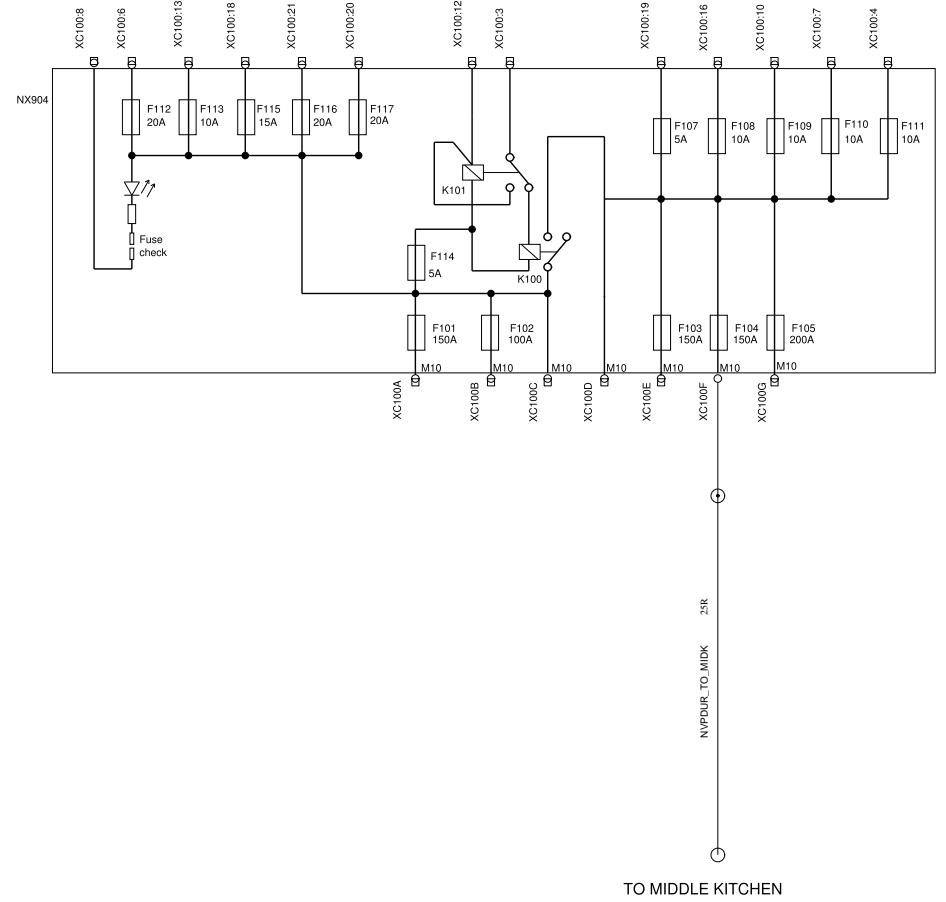 XC100:8
XC100:6
XC100:13
XC100:18
XC100:21
XC100:20
XC100:12
XC100:3
XC100:19
XC100:16
XC100:10
XC100:7
XC100:4
NX904
F112
20A
F113
10A
F115
15A
F116
20A
F117
20A
F107
5A
F108
10A
F109
10A
F110
10A
F111
10A
K101
Fuse
check
F114
5A
K100
F101
150A
F102
100A
F103
150A
F104
150A
F105
200A
M10
M10
M10
M10
M10
M10
M10
XC100A
XC100B
XC100C
XC100D
XC100E
XC100F
XC100G
NVPDUR_TO_MIDK 25R
TO MIDDLE KITCHEN